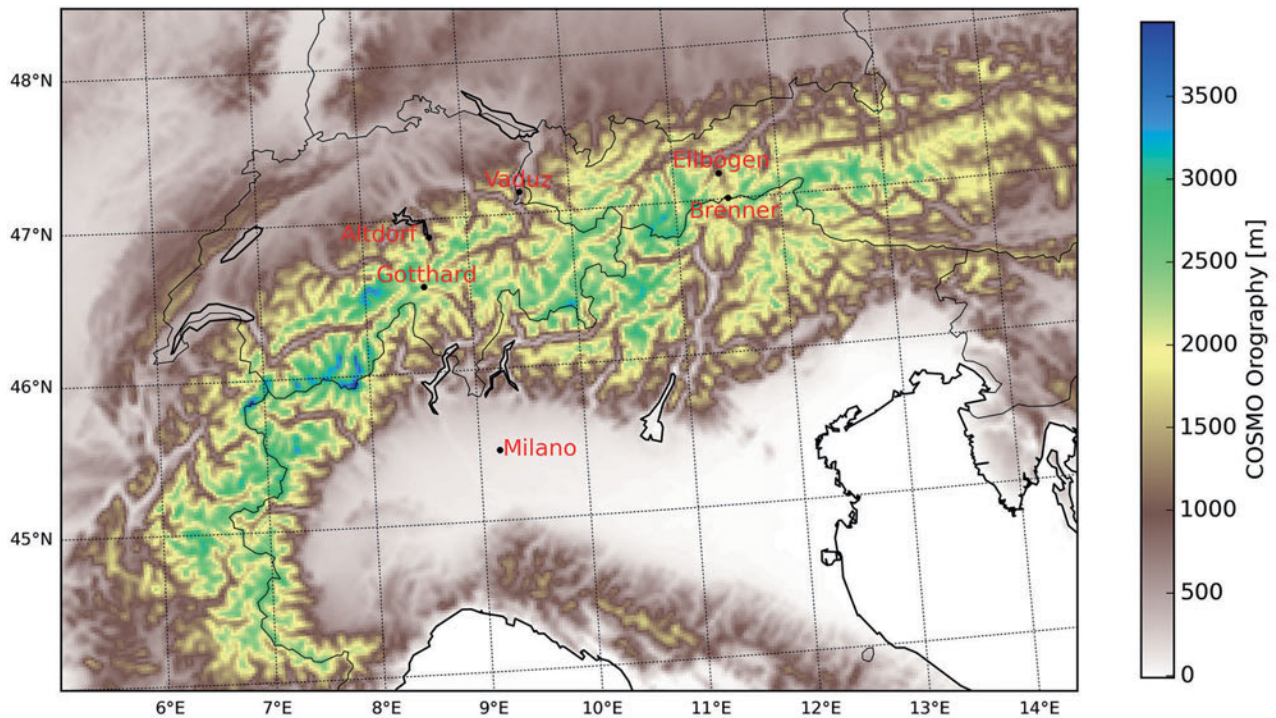 48°N
47°N
46°N
45°N
6°E
7°E
8°E
9°E
10°E
11°E
12°E
13°E
14°E
Ellbögen
Vaduz
Brenner
Altdorf
Gotthard
Milano
3500
3000
2500
2000
1500
1000
500
0
COSMO Orography [m]